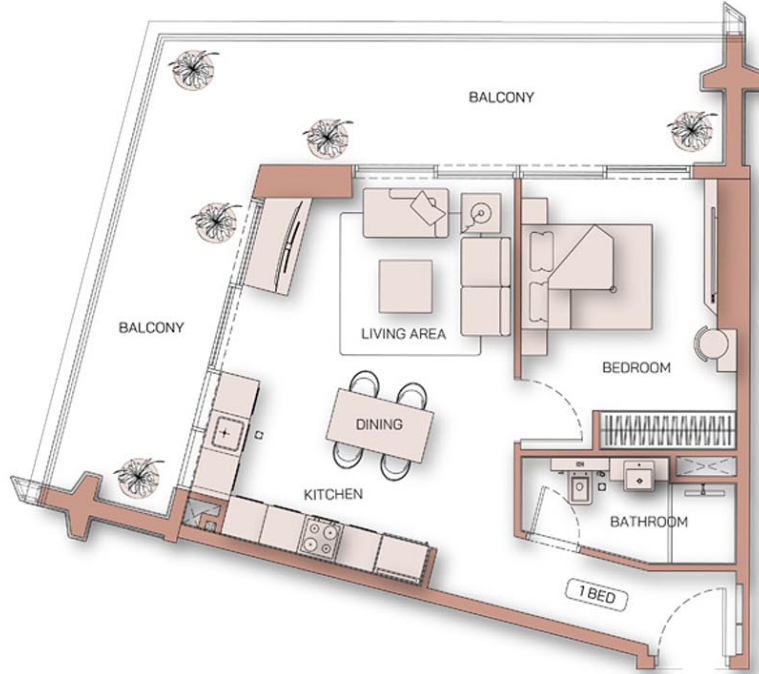 BALCONY
BALCONY
LIVING AREA
BEDROOM
DINING
KITCHEN
BATHROOM
1 BED